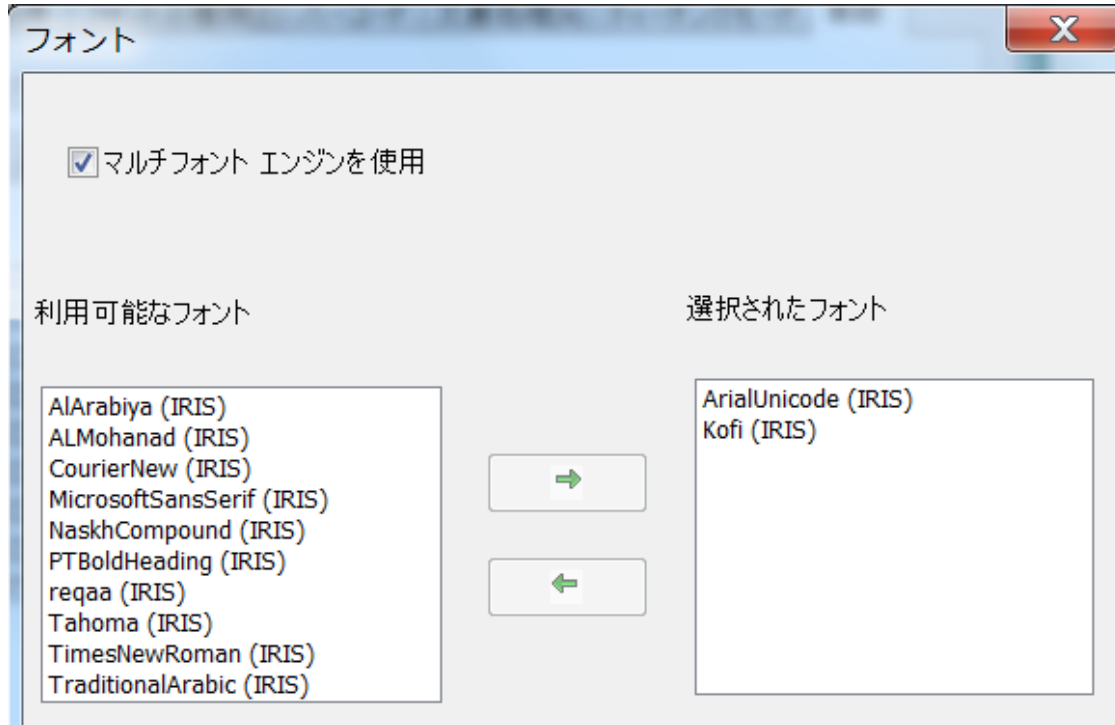 フォント
マルチフォント エンジンを使用
利用可能なフォント
AlArabiya (IRIS)
ALMohanad (IRIS)
CourierNew (IRIS)
MicrosoftSansSerif (IRIS)
NaskhCompound (IRIS)
PTBoldHeading (IRIS)
reqaa (IRIS)
Tahoma (IRIS)
TimesNewRoman (IRIS)
TraditionalArabic (IRIS)
選択されたフォント
ArialUnicode (IRIS)
Kofi (IRIS)